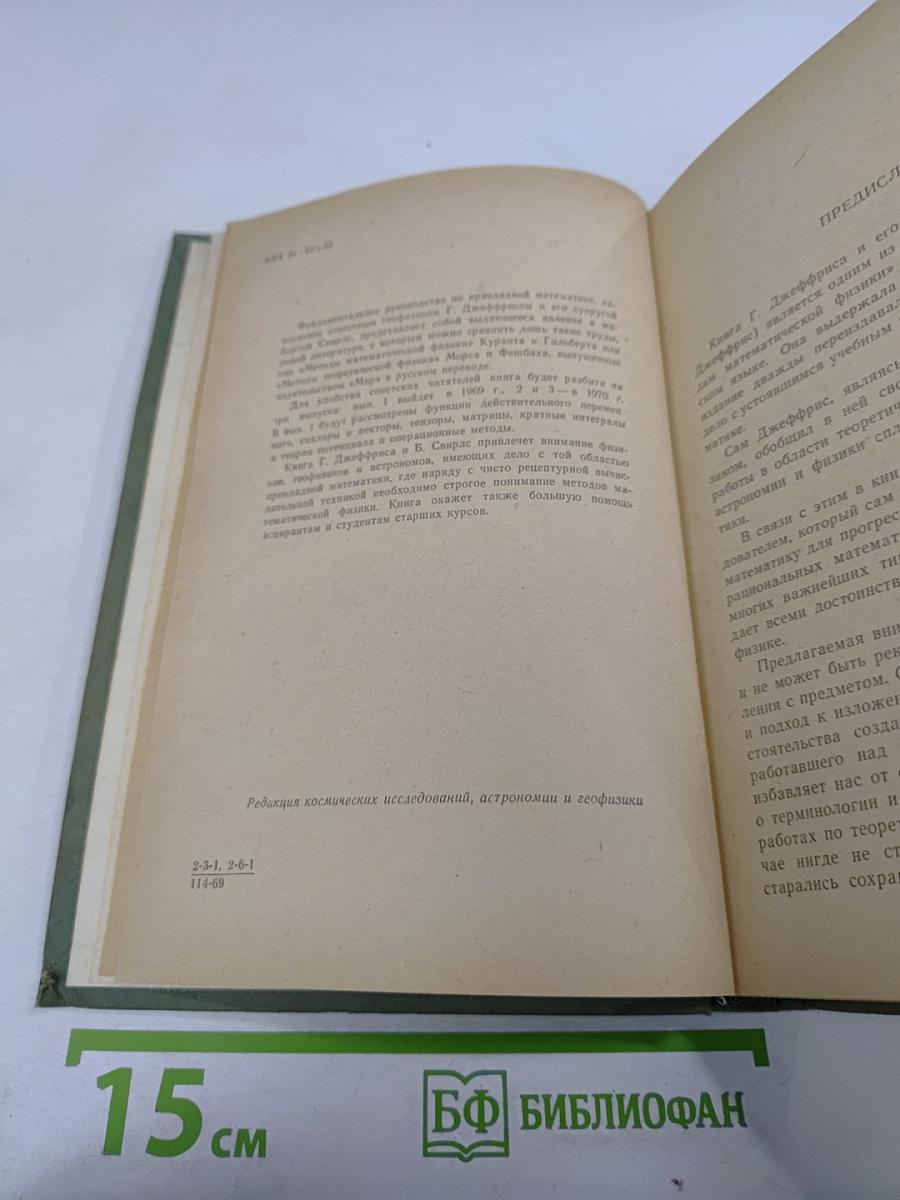 УДК 51 : 53 + 55
Фундаментальное руководство по прикладной математике, на-
писанное известным геофизиком Г. Джеффрисом и его супругой
Бертой Свирлс, представляет собой выдающееся явление в ми-
ровой литературе, с которым можно сравнить лишь такие труды,
как «Методы математической физики» Куранта и Гильберта или
«Методы теоретической физики» Морса и Фешбаха, выпущенные
издательством «Мир» в русском переводе.
Для удобства советских читателей книга будет разбита на
три выпуска: вып. 1 выйдет в 1969 г., 2 и 3 — в 1970 г.
В вып. 1 будут рассмотрены функции действительного перемен-
ного, скаляры и векторы, тензоры, матрицы, кратные интегралы
и теория потенциала и операционные методы.
Книга Г. Джеффриса и Б. Свирлс привлечет внимание физи-
ков, геофизиков и астрономов, имеющих дело с той областью
прикладной математики, где наряду с чисто рецептурной вычис-
лительной техникой необходимо строгое понимание методов ма-
тематической физики. Книга окажет также большую помощь
аспирантам и студентам старших курсов.
Редакция космических исследований, астрономии и геофизики
2-3-1, 2-6-1
114-69
ПРЕДИСЛ
Книга Г. Джеффриса и его
Джеффрис) является одним из
дам математической физики»
ском языке. Она выдержала
издание дважды переиздавал
дело с устоявшимся учебным
матике.
Сам Джеффрис, являясь
зиком, обобщил в ней сво
работы в области теоретич
астрономии и физики спл
тики.
В связи с этим в кни
дователем, который сам
математику для прогрес
рациональных математ
многих важнейших ти
дает всеми достоинств
физике.
Предлагаемая вни
и не может быть рек
ления с предметом. С
и подход к изложен
стоятельства созда
работавшего над
избавляет нас от
о терминологии и
работах по теорет
чае нигде не ст
старались сохран
15 см
БФ БИБЛИОФАН